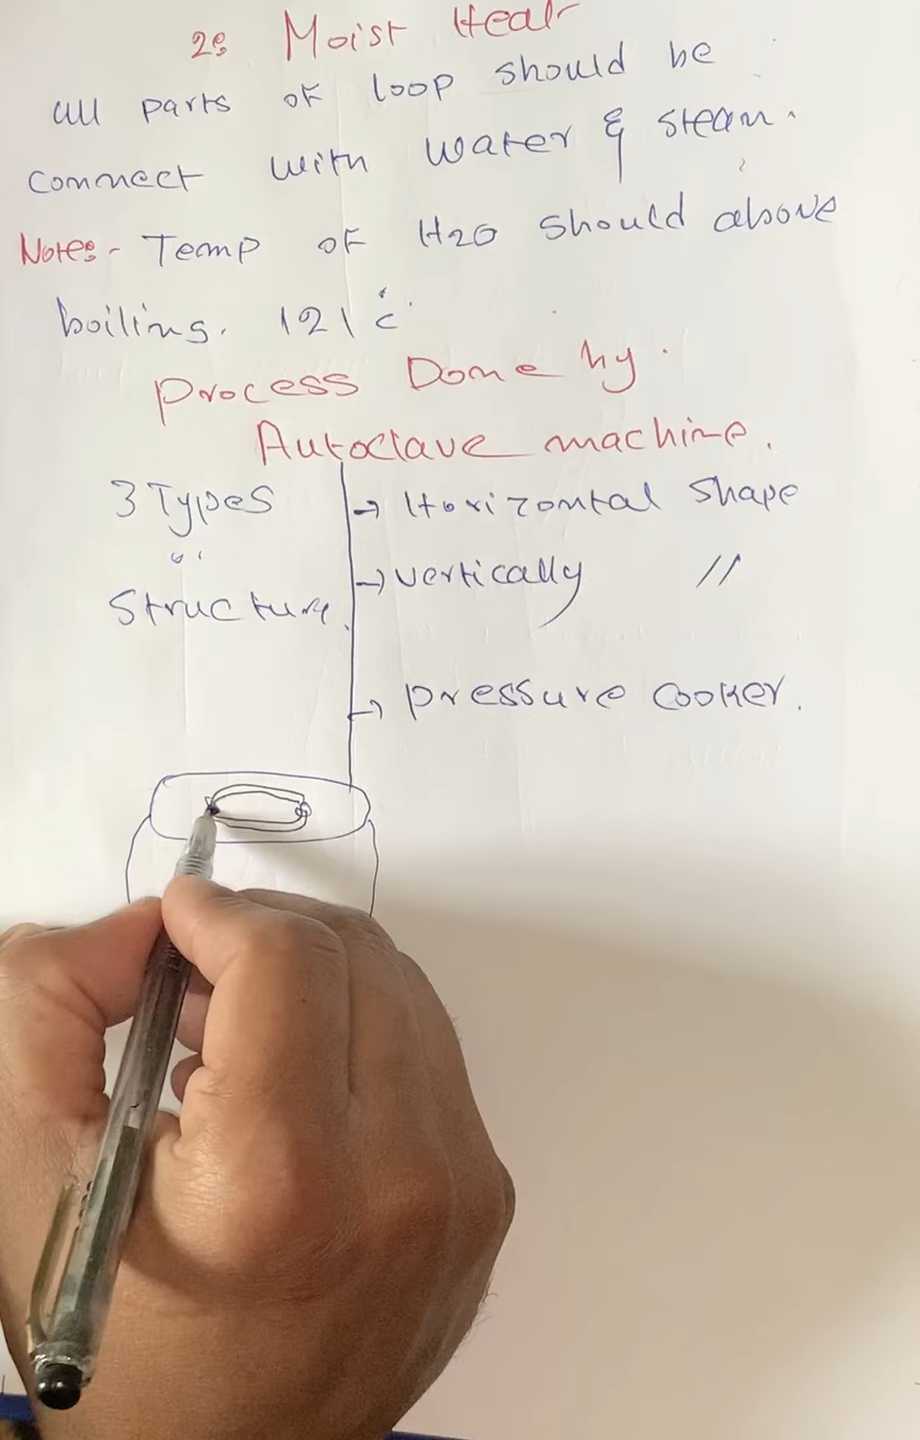 2: Moist Heat
all parts of loop should be
connect with water & steam.
Note:- Temp of H2O should above
boiling. 121 c
Process Done by.
Autoclave machine.
3 Types → Horizontal shape
" → vertically //
Structure.
→ pressure cooker.